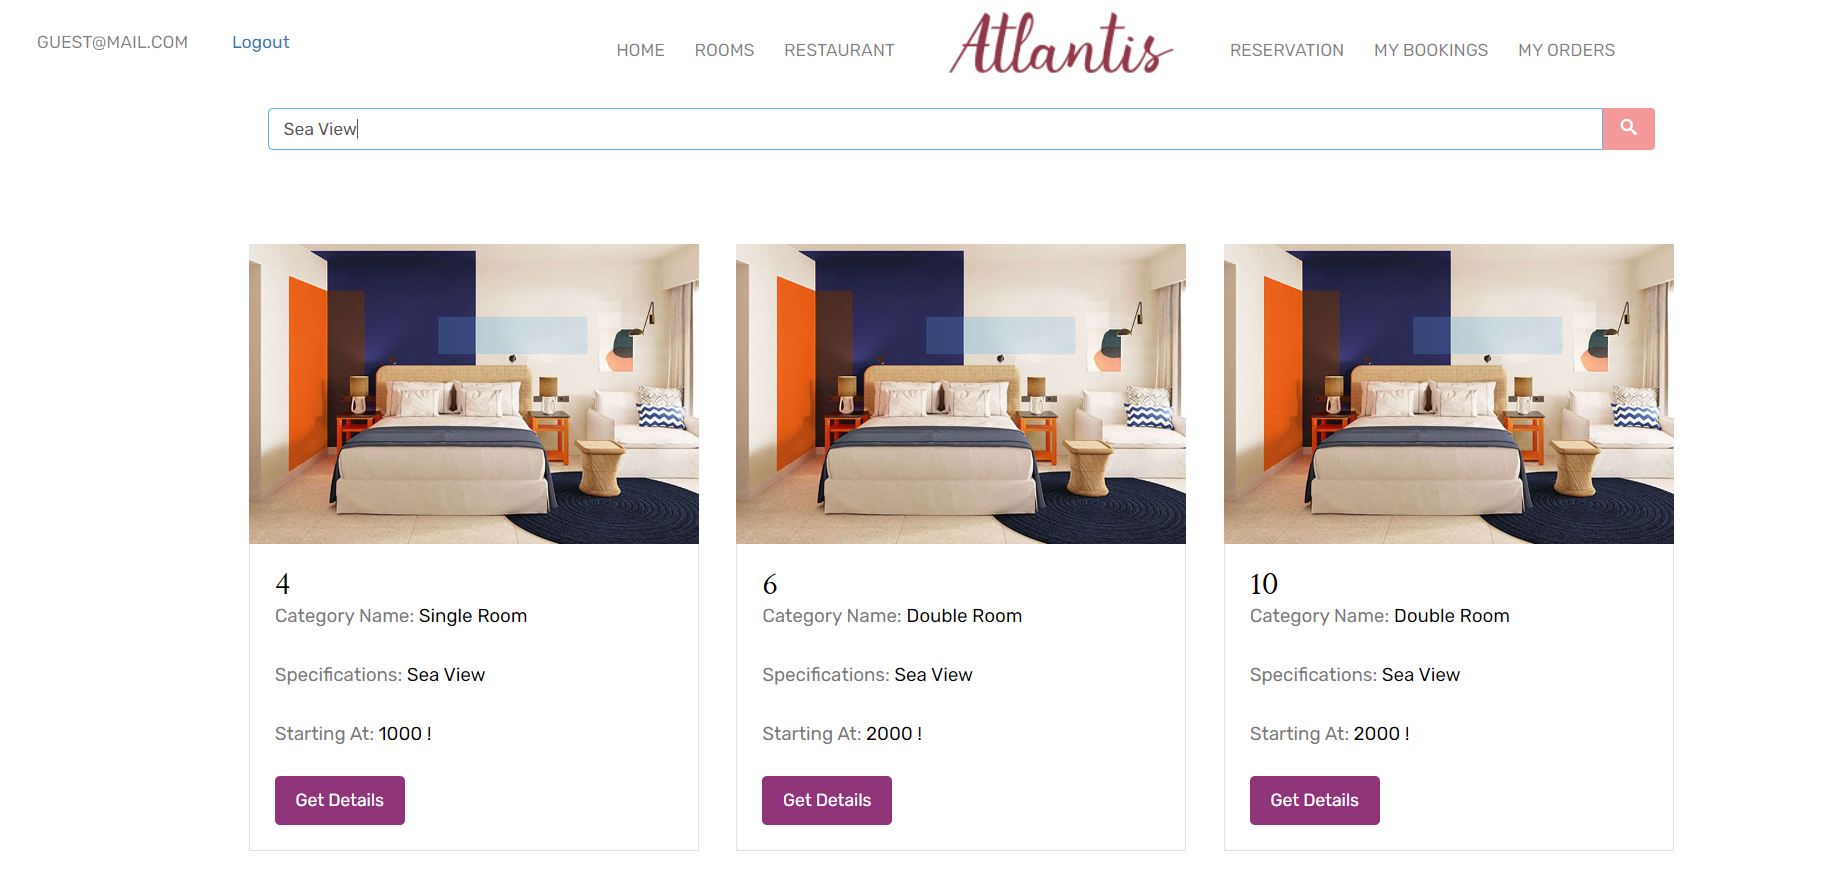 GUEST@MAIL.COM Logout HOME ROOMS RESTAURANT Atlantis RESERVATION MY BOOKINGS MY ORDERS
Sea View
4
Category Name: Single Room
Specifications: Sea View
Starting At: 1000 !
Get Details
6
Category Name: Double Room
Specifications: Sea View
Starting At: 2000 !
Get Details
10
Category Name: Double Room
Specifications: Sea View
Starting At: 2000 !
Get Details